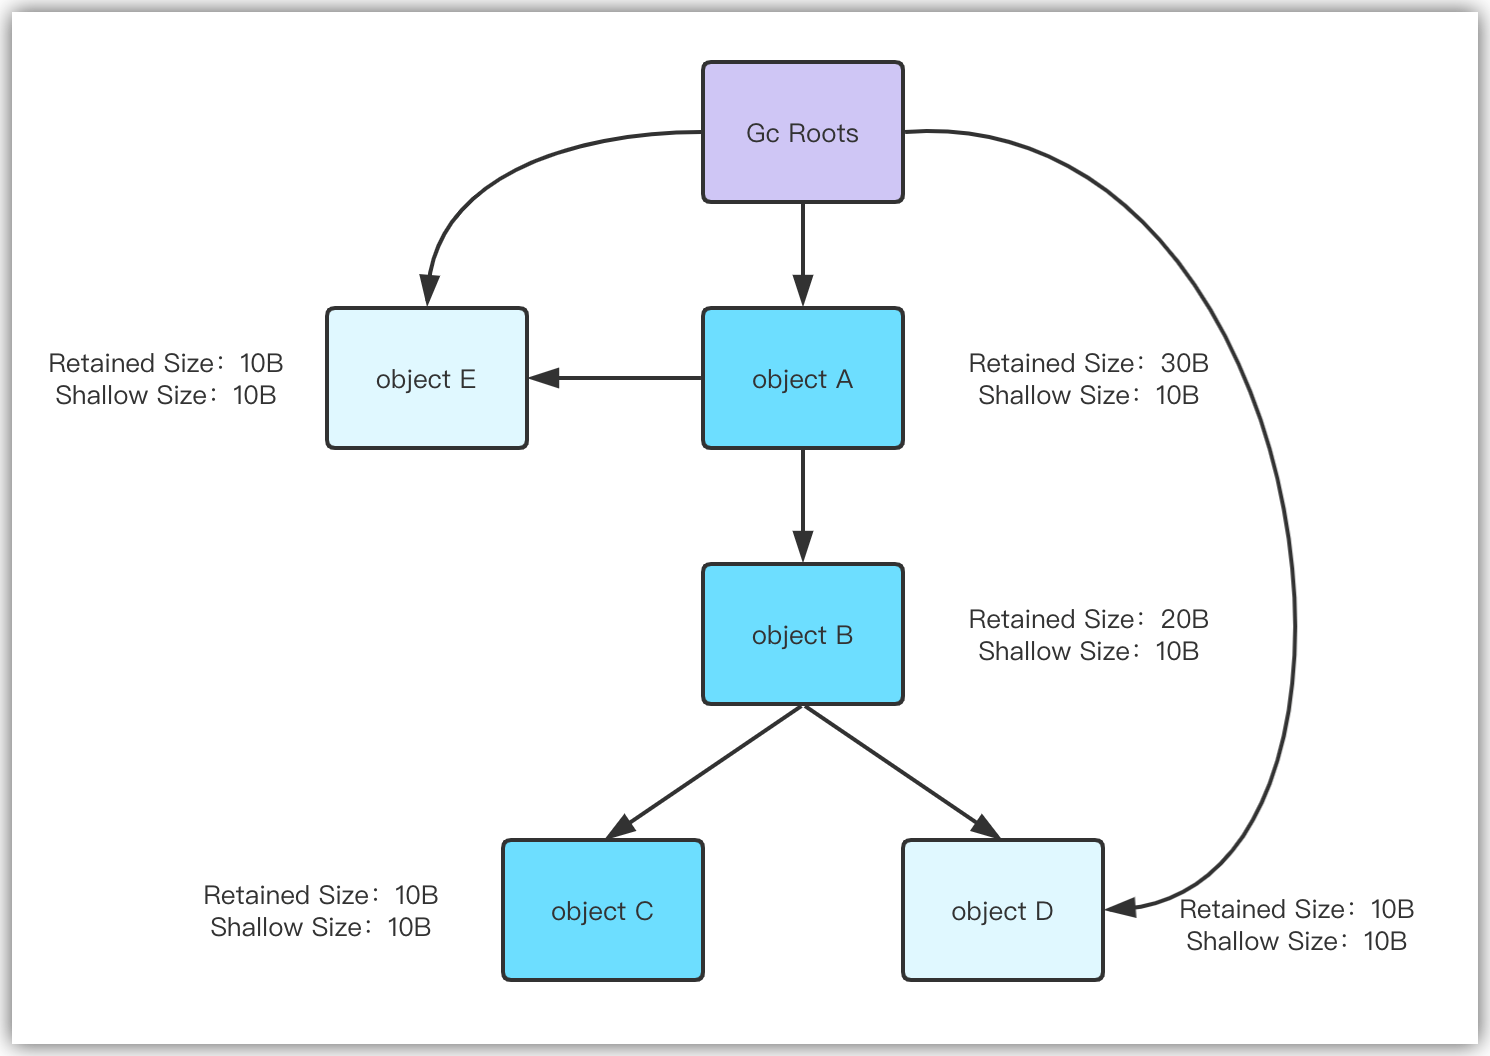 Gc Roots
Retained Size：10B
Shallow Size：10B
object E
object A
Retained Size：30B
Shallow Size：10B
object B
Retained Size：20B
Shallow Size：10B
Retained Size：10B
Shallow Size：10B
object C
object D
Retained Size：10B
Shallow Size：10B